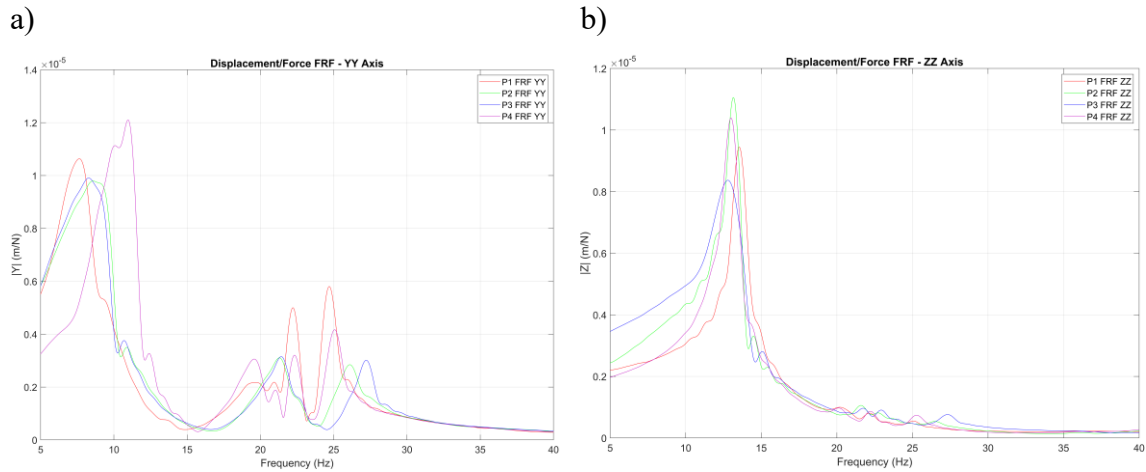 a)
×10⁻⁵
Displacement/Force FRF - YY Axis
P1 FRF YY
P2 FRF YY
P3 FRF YY
P4 FRF YY
1.4
1.2
1
0.8
0.6
0.4
0.2
0
|Y| (m/N)
5 10 15 20 25 30 35 40
Frequency (Hz)
b)
×10⁻⁵
Displacement/Force FRF - ZZ Axis
P1 FRF ZZ
P2 FRF ZZ
P3 FRF ZZ
P4 FRF ZZ
1.2
1
0.8
0.6
0.4
0.2
0
|Z| (m/N)
5 10 15 20 25 30 35 40
Frequency (Hz)